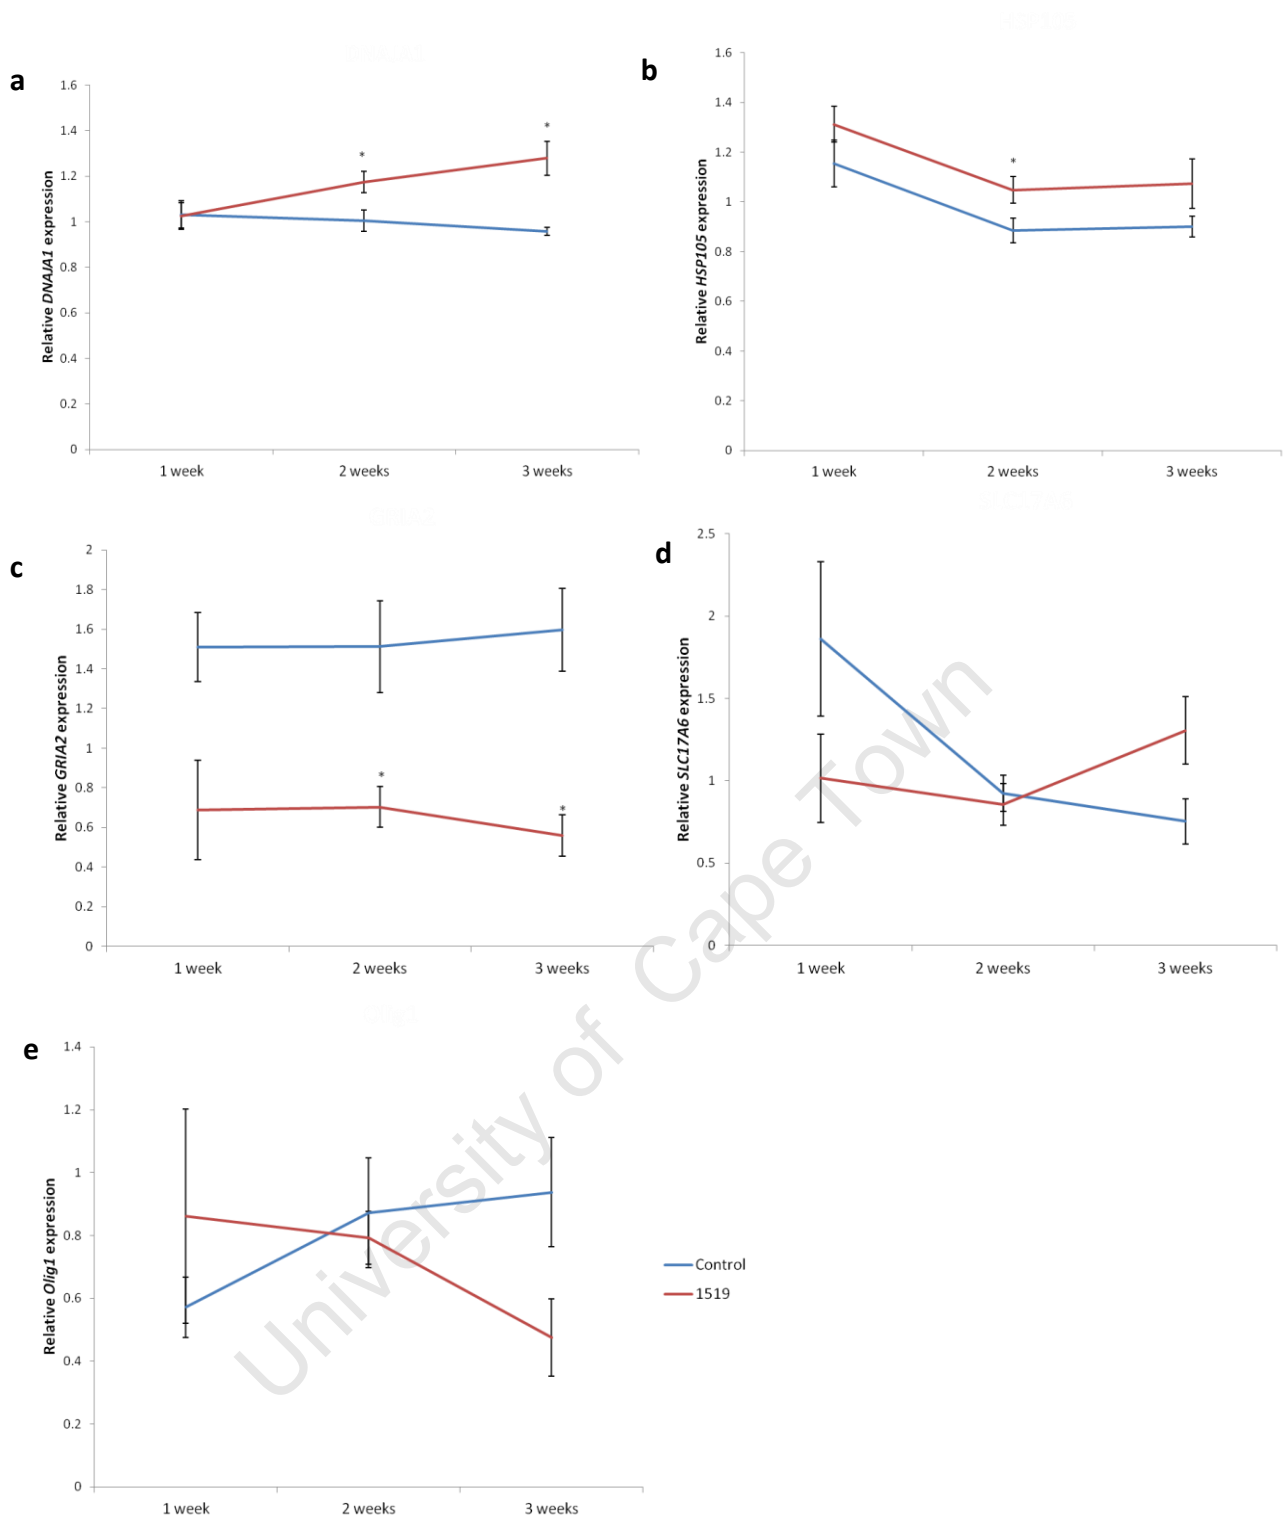 a
1.6
1.4
1.2
1
0.8
0.6
0.4
0.2
0
Relative DNAJA1 expression
*
*
1 week
2 weeks
3 weeks
b
1.6
1.4
1.2
1
0.8
0.6
0.4
0.2
0
Relative HSP105 expression
*
1 week
2 weeks
3 weeks
c
2
1.8
1.6
1.4
1.2
1
0.8
0.6
0.4
0.2
0
Relative GRIA2 expression
*
*
1 week
2 weeks
3 weeks
d
2.5
2
1.5
1
0.5
0
Relative SLC17A6 expression
1 week
2 weeks
3 weeks
e
1.4
1.2
1
0.8
0.6
0.4
0.2
0
Relative Olig1 expression
1 week
2 weeks
3 weeks
Control
1519
University of Cape Town